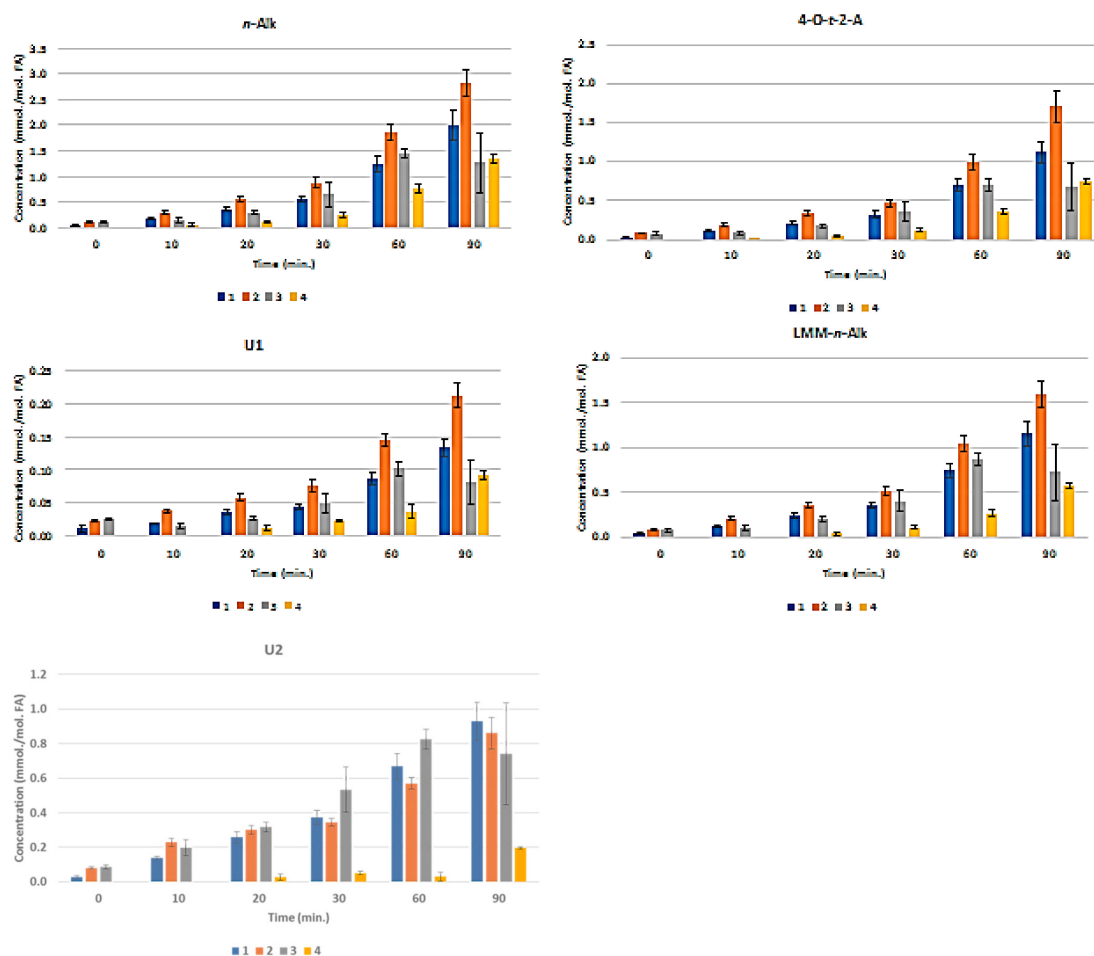 n-Alk
Concentration (mmol./mol. FA)
3.5
3.0
2.5
2.0
1.5
1.0
0.5
0.0
0 10 20 30 60 90
Time (min.)
1 2 3 4
4-O-t-2-A
Concentration (mmol./mol. FA)
2.5
2.0
1.5
1.0
0.5
0.0
0 10 20 30 60 90
Time (min.)
1 2 3 4
U1
Concentration (mmol./mol. FA)
0.25
0.20
0.15
0.10
0.05
0.00
0 10 20 30 60 90
Time (min.)
1 2 3 4
LMM-n-Alk
Concentration (mmol./mol. FA)
2.0
1.5
1.0
0.5
0.0
0 10 20 30 60 90
Time (min.)
1 2 3 4
U2
Concentration (mmol./mol. FA)
1.2
1.0
0.8
0.6
0.4
0.2
0.0
0 10 20 30 60 90
Time (min.)
1 2 3 4